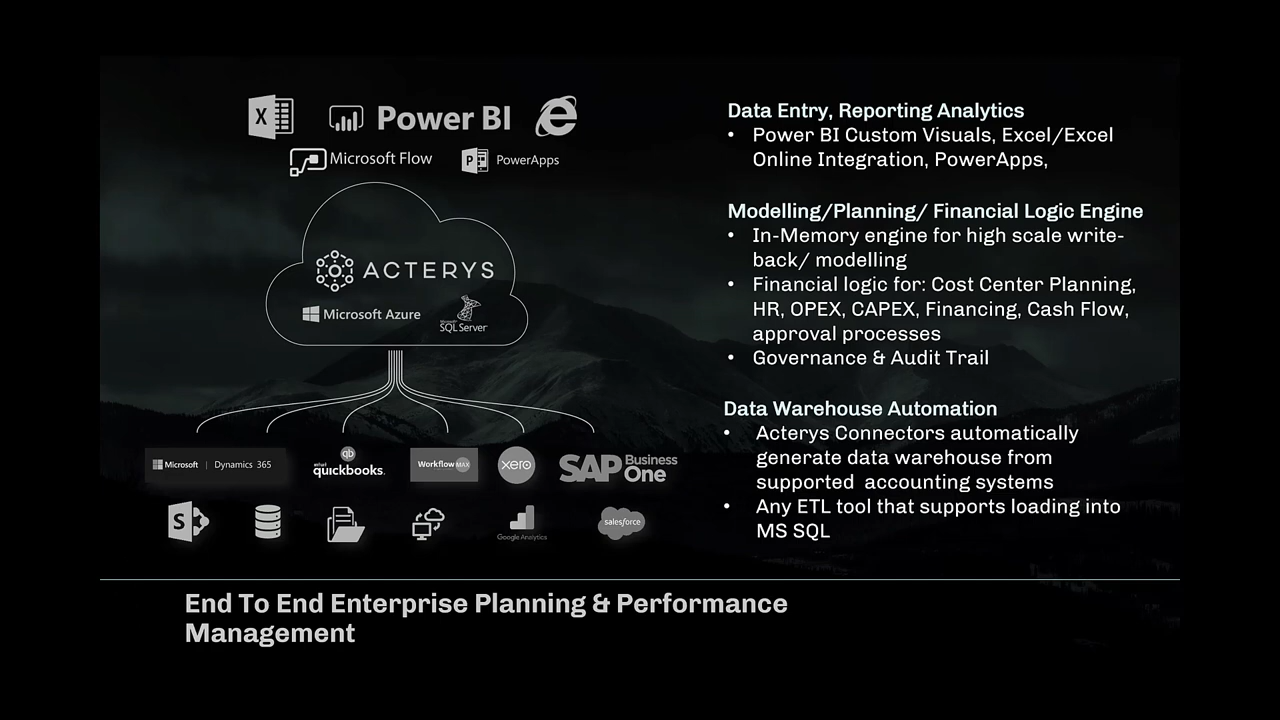 X
Power BI
Microsoft Flow
P
PowerApps
ACTERYS
Microsoft Azure
Microsoft
SQL Server
Microsoft | Dynamics 365
qb
intuit
quickbooks.
WorkflowMAX
xero
SAP Business One
S
Google Analytics
salesforce
Data Entry, Reporting Analytics
• Power BI Custom Visuals, Excel/Excel
Online Integration, PowerApps,
Modelling/Planning/ Financial Logic Engine
• In-Memory engine for high scale write-
back/ modelling
• Financial logic for: Cost Center Planning,
HR, OPEX, CAPEX, Financing, Cash Flow,
approval processes
• Governance & Audit Trail
Data Warehouse Automation
• Acterys Connectors automatically
generate data warehouse from
supported accounting systems
• Any ETL tool that supports loading into
MS SQL
End To End Enterprise Planning & Performance
Management